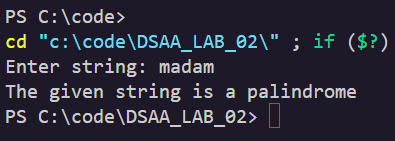 PS C:\code>
cd "c:\code\DSAA_LAB_02\" ; if ($?)
Enter string: madam
The given string is a palindrome
PS C:\code\DSAA_LAB_02>